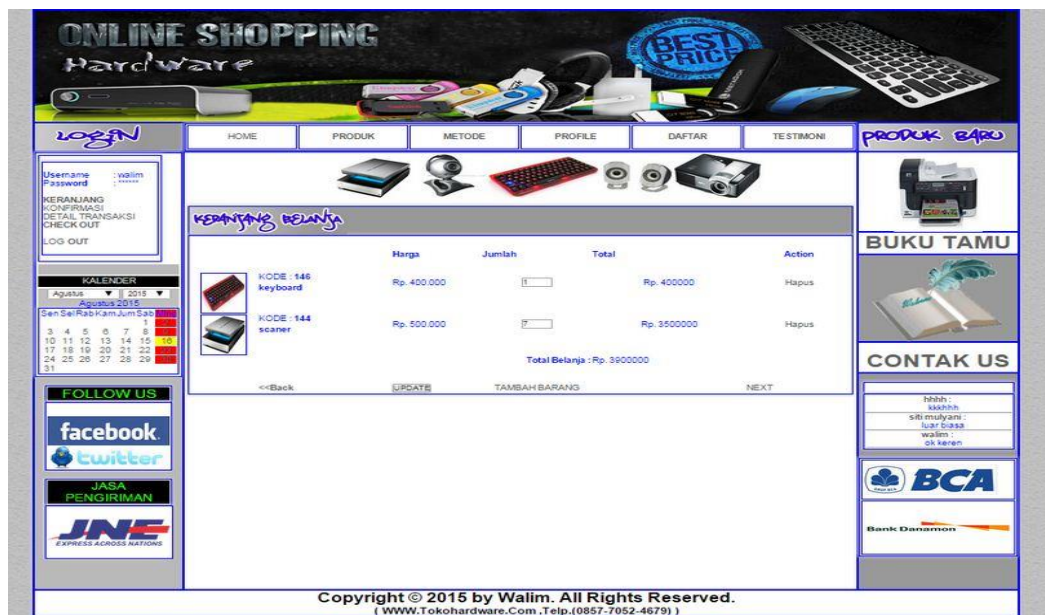 ONLINE SHOPPING
Hardware
BEST
PRICE
LOGIN
HOME PRODUK METODE PROFILE DAFTAR TESTIMONI
PRODUK BARU
Username : walim
Password : ******
KERANJANG
KONFIRMASI
DETAIL TRANSAKSI
CHECK OUT
LOG OUT
KALENDER
Agustus 2015
Agustus 2015
Sen Sel Rab Kam Jum Sab
1
3 4 5 6 7 8
10 11 12 13 14 15 16
17 18 19 20 21 22
24 25 26 27 28 29
31
FOLLOW US
facebook
twitter
JASA
PENGIRIMAN
JNE
EXPRESS ACROSS NATIONS
KERANJANG BELANJA
Harga Jumlah Total Action
KODE : 146
keyboard
Rp. 400.000 1 Rp. 400000 Hapus
KODE : 144
scaner
Rp. 500.000 7 Rp. 3500000 Hapus
Total Belanja : Rp. 3900000
<<Back UPDATE TAMBAH BARANG NEXT
BUKU TAMU
CONTAK US
hhhh :
kkkhhh
siti mulyani :
luar biasa
walim :
ok keren
BCA
Bank Danamon
Copyright © 2015 by Walim. All Rights Reserved.
( WWW.Tokohardware.Com ,Telp.(0857-7052-4679) )